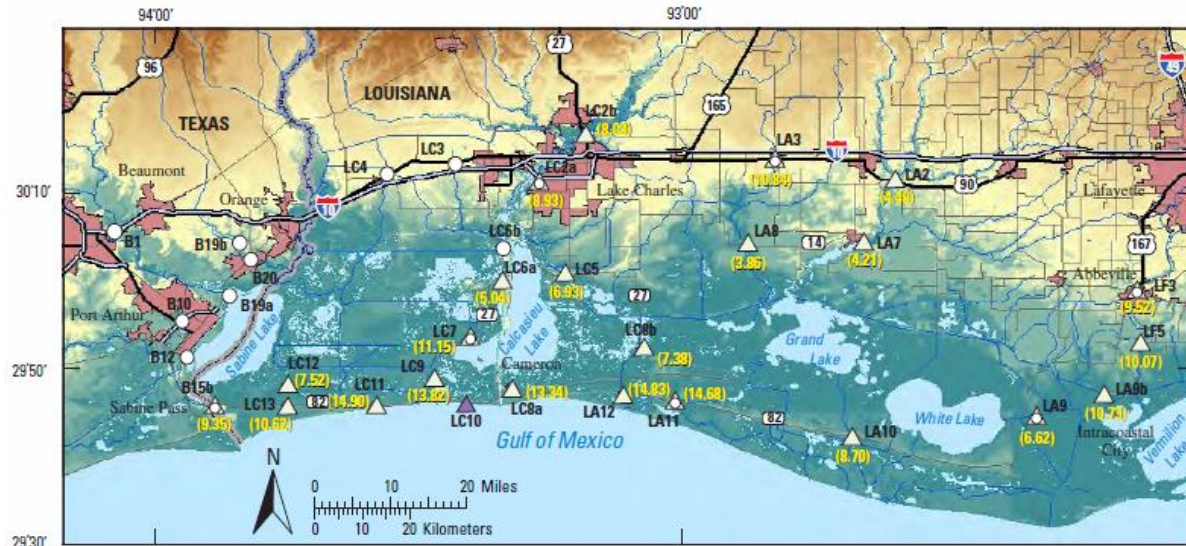 94°00'
93°00'
27
49
96
165
LOUISIANA
LC2b
(8.03)
TEXAS
LC3
LA3
10
LC4
LC2a
Beaumont
Lake Charles
(10.84)
LA2
90
Lafayette
30°10'
Orange
10
(8.93)
(4.48)
B1
B19b
LC6b
LA8
14
LA7
167
B20
LC6a
LC5
(3.86)
(4.21)
Abbeville
LF3
B10
B19a
(5.04)
(6.93)
27
(9.52)
Port Arthur
27
LC7
Calcasieu
Lake
LC8b
Grand
Lake
LF5
B12
Sabine Lake
(11.15)
(7.38)
(10.07)
29°50'
LC12
LC9
Cameron
B15b
(7.52)
LC11
(13.34)
(14.83)
(14.68)
LA9b
Sabine Pass
LC13
82
(14.90)
(13.82)
LC8a
LA12
LA11
82
White Lake
LA9
(10.73)
(9.35)
(10.62)
LC10
LA10
(6.62)
Intracoastal
City
Gulf of Mexico
(8.70)
Vermilion
Lake
N
0 10 20 Miles
0 10 20 Kilometers
29°30'